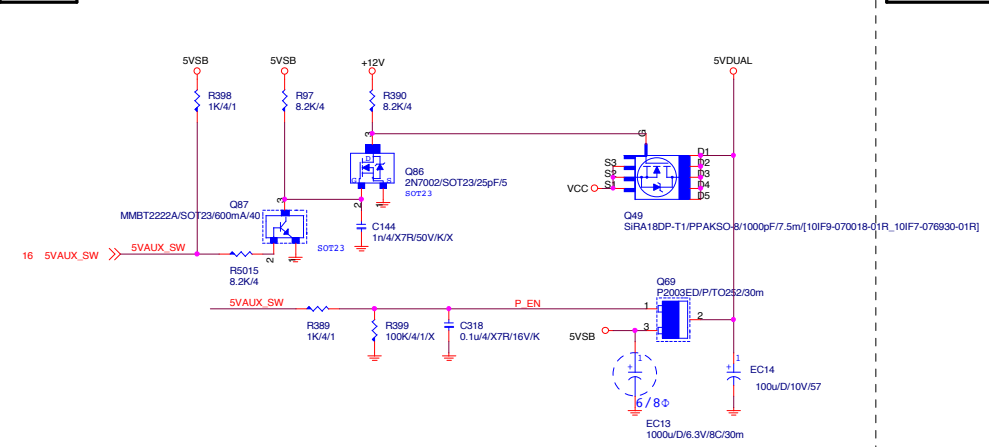 5VSB
5VSB
+12V
5VDUAL
R398
1K/4/1
R97
8.2K/4
R390
8.2K/4
3
G
D
G
S
Q86
2N7002/SOT23/25pF/5
SOT23
2
1
S3
S2
S1
VCC
D1
D2
D3
D4
D5
Q49
SiRA18DP-T1/PPAKSO-8/1000pF/7.5m/[10IF9-070018-01R_10IF7-076930-01R]
Q87
MMBT2222A/SOT23/600mA/40
3
SOT23
2
1
C144
1n/4/X7R/50V/K/X
16 5VAUX_SW
5VAUX_SW
R5015
8.2K/4
5VAUX_SW
P_EN
R389
1K/4/1
R399
100K/4/1/X
C318
0.1u/4/X7R/16V/K
Q69
P2003ED/P/TO252/30m
1
2
3
5VSB
1
+
6/8Φ
EC13
1000u/D/6.3V/8C/30m
1
+
EC14
100u/D/10V/57